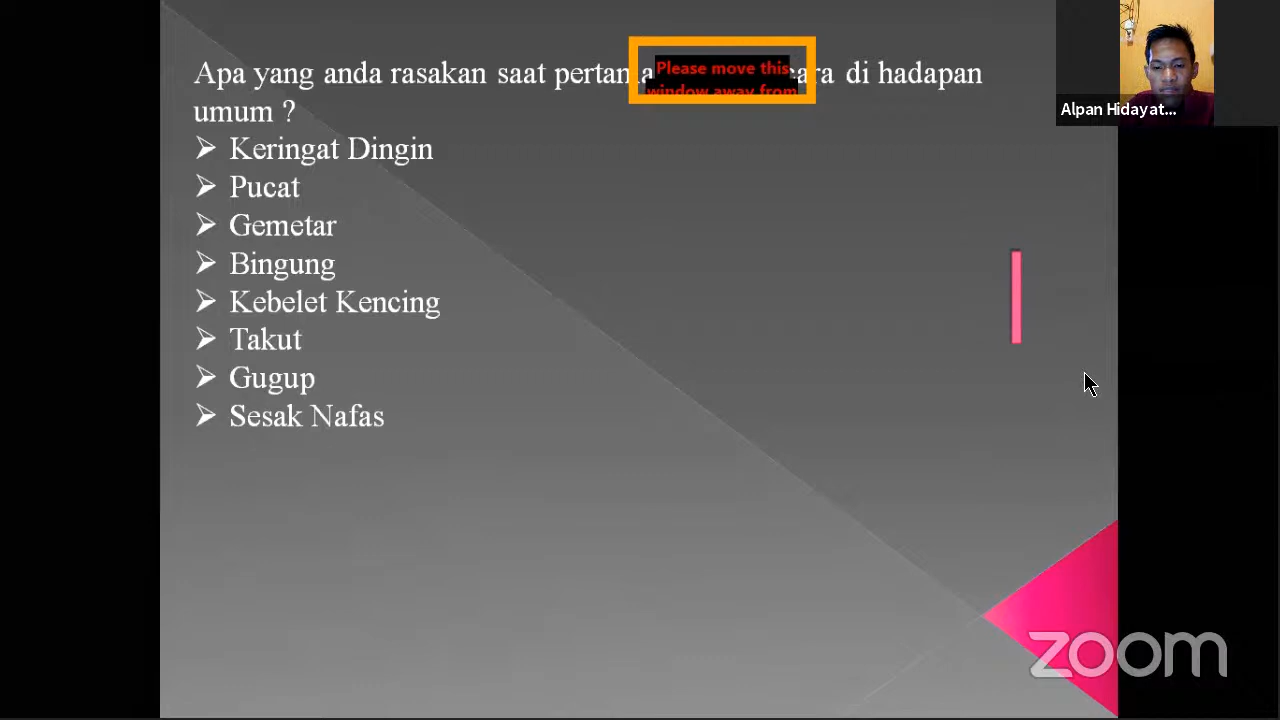 Apa yang anda rasakan saat cara di hadapan
umum ?
Keringat Dingin
Pucat
Gemetar
Bingung
Kebelet Kencing
Takut
Gugup
Sesak Nafas
Please move this
window away from
Alpan Hidayat...
zoom